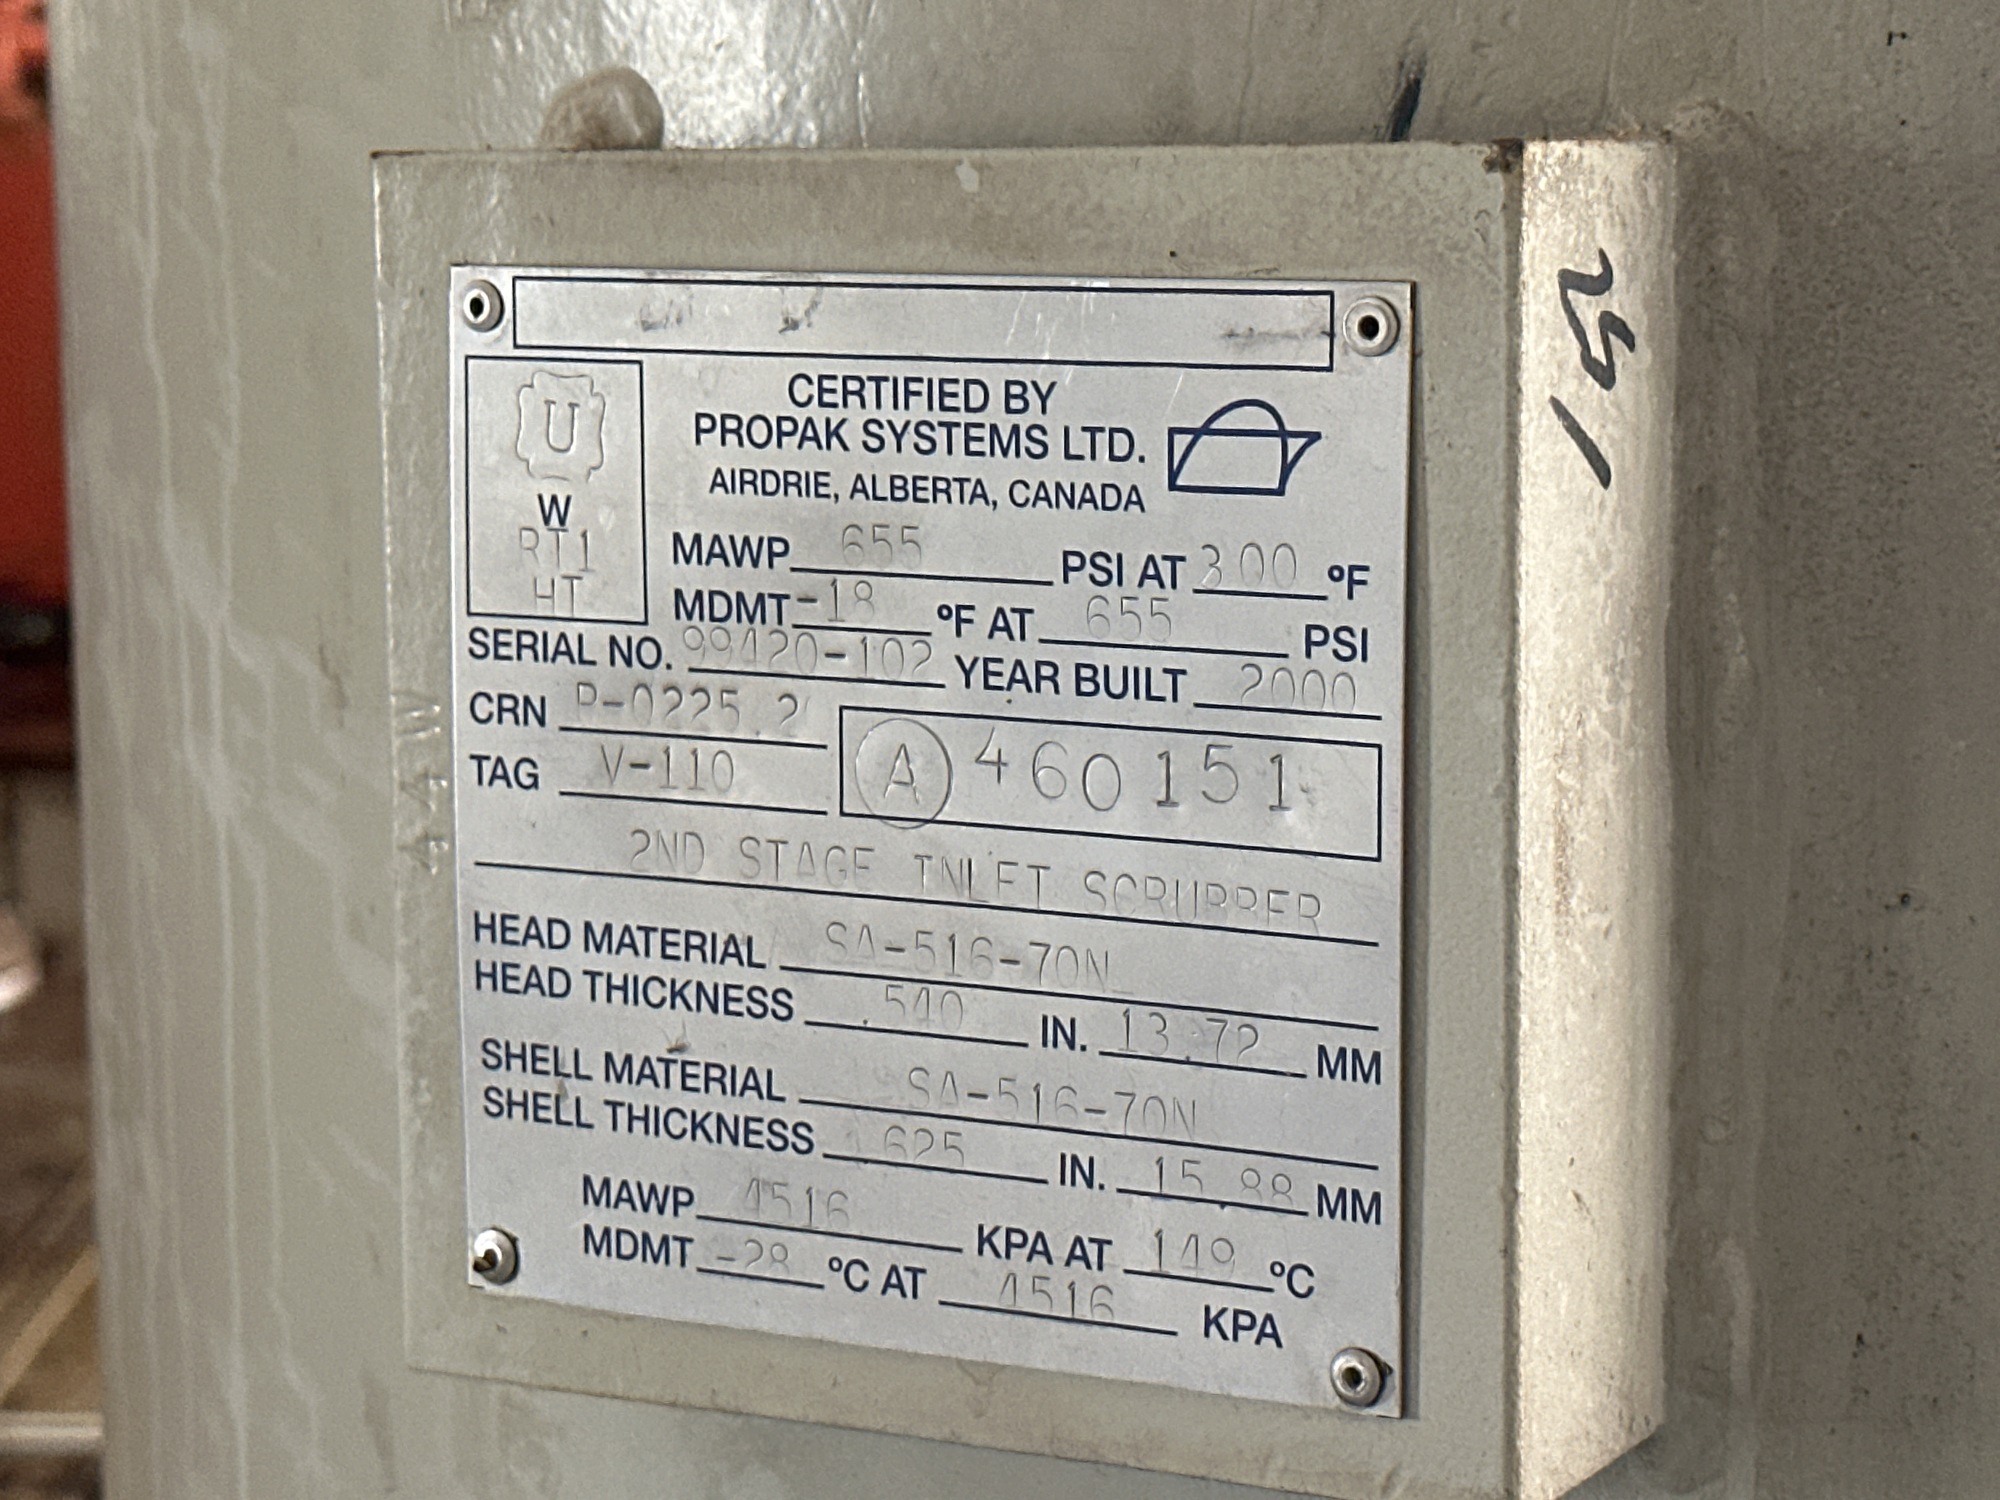 CERTIFIED BY
PROPAK SYSTEMS LTD.
AIRDRIE, ALBERTA, CANADA
U
W
RT1
HT
MAWP 655 PSI AT 300 °F
MDMT -18 °F AT 655 PSI
SERIAL NO. 99420-102 YEAR BUILT 2000
CRN P-0225.2
TAG V-110
A 460151
2ND STAGE INLET SCRUBBER
HEAD MATERIAL SA-516-70N
HEAD THICKNESS .540 IN. 13.72 MM
SHELL MATERIAL SA-516-70N
SHELL THICKNESS .625 IN. 15.88 MM
MAWP 4516 KPA AT 149 °C
MDMT -28 °C AT 4516 KPA
44W